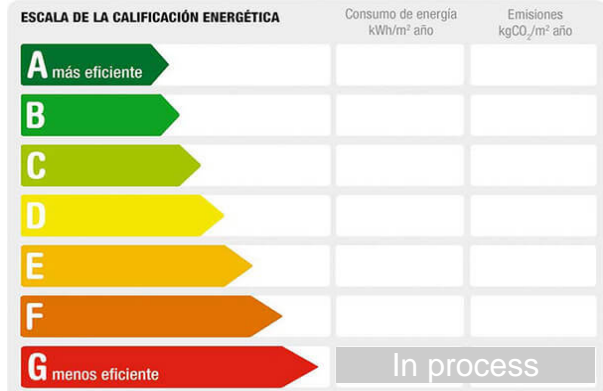 ESCALA DE LA CALIFICACIÓN ENERGÉTICA
Consumo de energía
kWh/m² año
Emisiones
kgCO₂/m² año
A más eficiente
B
C
D
E
F
G menos eficiente
In process